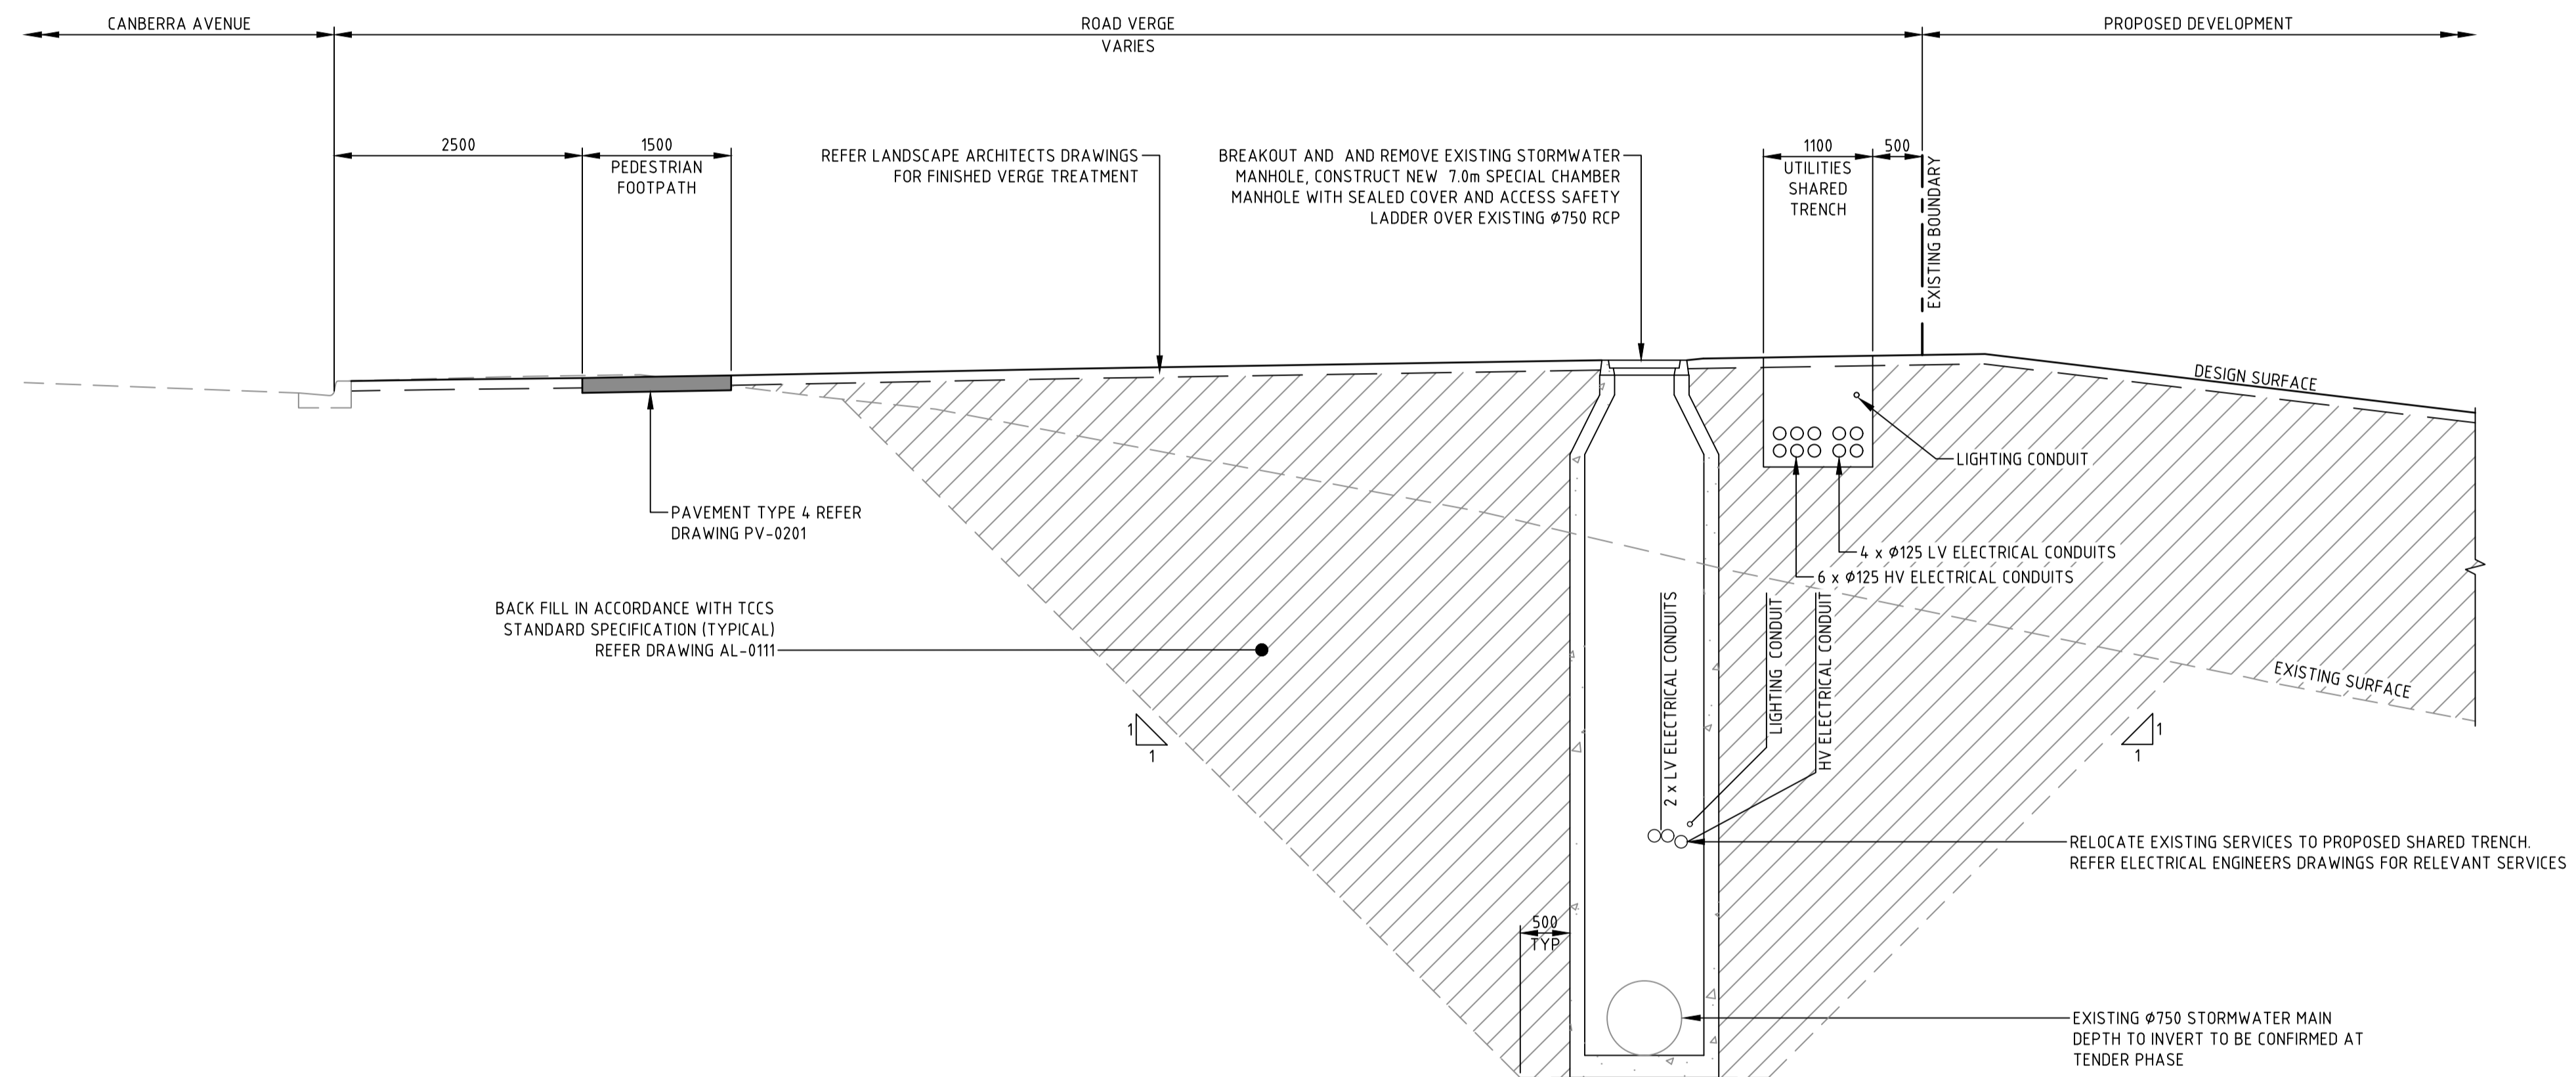 CANBERRA AVENUE
ROAD VERGE
VARIES
PROPOSED DEVELOPMENT
2500
1500
PEDESTRIAN
FOOTPATH
REFER LANDSCAPE ARCHITECTS DRAWINGS
FOR FINISHED VERGE TREATMENT
BREAKOUT AND AND REMOVE EXISTING STORMWATER
MANHOLE, CONSTRUCT NEW 7.0m SPECIAL CHAMBER
MANHOLE WITH SEALED COVER AND ACCESS SAFETY
LADDER OVER EXISTING Ø750 RCP
1100
UTILITIES
SHARED
TRENCH
500
EXISTING BOUNDARY
DESIGN SURFACE
LIGHTING CONDUIT
PAVEMENT TYPE 4 REFER
DRAWING PV-0201
4 x Ø125 LV ELECTRICAL CONDUITS
6 x Ø125 HV ELECTRICAL CONDUITS
BACK FILL IN ACCORDANCE WITH TCCS
STANDARD SPECIFICATION (TYPICAL)
REFER DRAWING AL-0111
2 x LV ELECTRICAL CONDUITS
LIGHTING CONDUIT
HV ELECTRICAL CONDUIT
EXISTING SURFACE
1
1
1
1
RELOCATE EXISTING SERVICES TO PROPOSED SHARED TRENCH.
REFER ELECTRICAL ENGINEERS DRAWINGS FOR RELEVANT SERVICES
500
TYP
EXISTING Ø750 STORMWATER MAIN
DEPTH TO INVERT TO BE CONFIRMED AT
TENDER PHASE